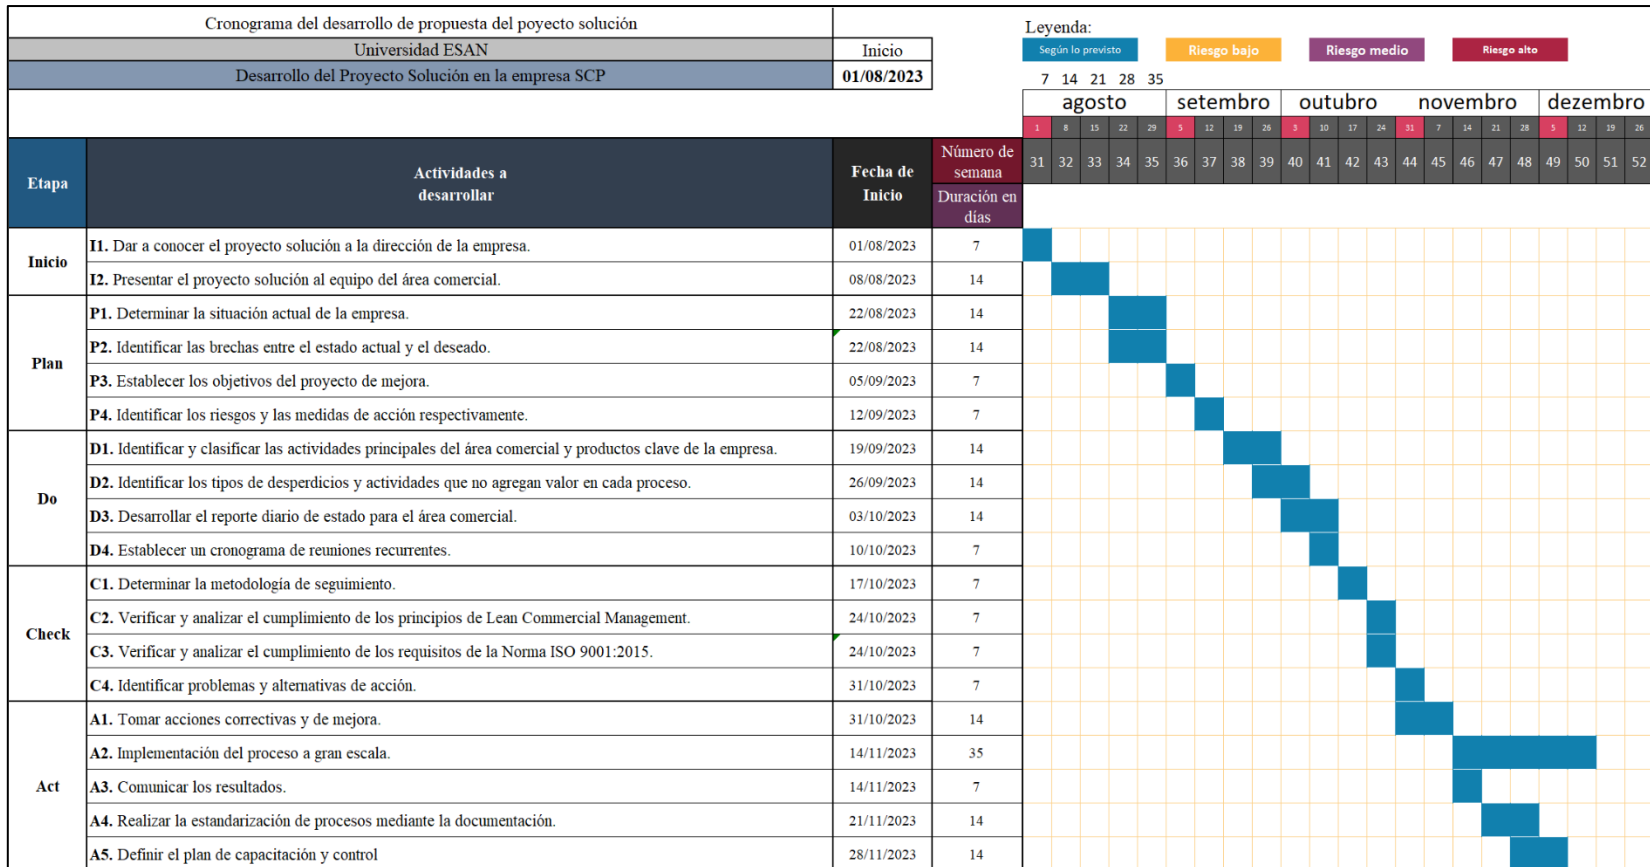 Cronograma del desarrollo de propuesta del poyecto solución
Universidad ESAN
Inicio
Desarrollo del Proyecto Solución en la empresa SCP
01/08/2023
Leyenda:
Según lo previsto
Riesgo bajo
Riesgo medio
Riesgo alto
7 14 21 28 35
agosto setembro outubro novembro dezembro
1 8 15 22 29 5 12 19 26 3 10 17 24 31 7 14 21 28 5 12 19 26
31 32 33 34 35 36 37 38 39 40 41 42 43 44 45 46 47 48 49 50 51 52
Etapa
Actividades a
desarrollar
Fecha de
Inicio
Número de
semana
Duración en
días
Inicio
I1. Dar a conocer el proyecto solución a la dirección de la empresa. 01/08/2023 7
I2. Presentar el proyecto solución al equipo del área comercial. 08/08/2023 14
Plan
P1. Determinar la situación actual de la empresa. 22/08/2023 14
P2. Identificar las brechas entre el estado actual y el deseado. 22/08/2023 14
P3. Establecer los objetivos del proyecto de mejora. 05/09/2023 7
P4. Identificar los riesgos y las medidas de acción respectivamente. 12/09/2023 7
Do
D1. Identificar y clasificar las actividades principales del área comercial y productos clave de la empresa. 19/09/2023 14
D2. Identificar los tipos de desperdicios y actividades que no agregan valor en cada proceso. 26/09/2023 14
D3. Desarrollar el reporte diario de estado para el área comercial. 03/10/2023 14
D4. Establecer un cronograma de reuniones recurrentes. 10/10/2023 7
Check
C1. Determinar la metodología de seguimiento. 17/10/2023 7
C2. Verificar y analizar el cumplimiento de los principios de Lean Commercial Management. 24/10/2023 7
C3. Verificar y analizar el cumplimiento de los requisitos de la Norma ISO 9001:2015. 24/10/2023 7
C4. Identificar problemas y alternativas de acción. 31/10/2023 7
Act
A1. Tomar acciones correctivas y de mejora. 31/10/2023 14
A2. Implementación del proceso a gran escala. 14/11/2023 35
A3. Comunicar los resultados. 14/11/2023 7
A4. Realizar la estandarización de procesos mediante la documentación. 21/11/2023 14
A5. Definir el plan de capacitación y control 28/11/2023 14